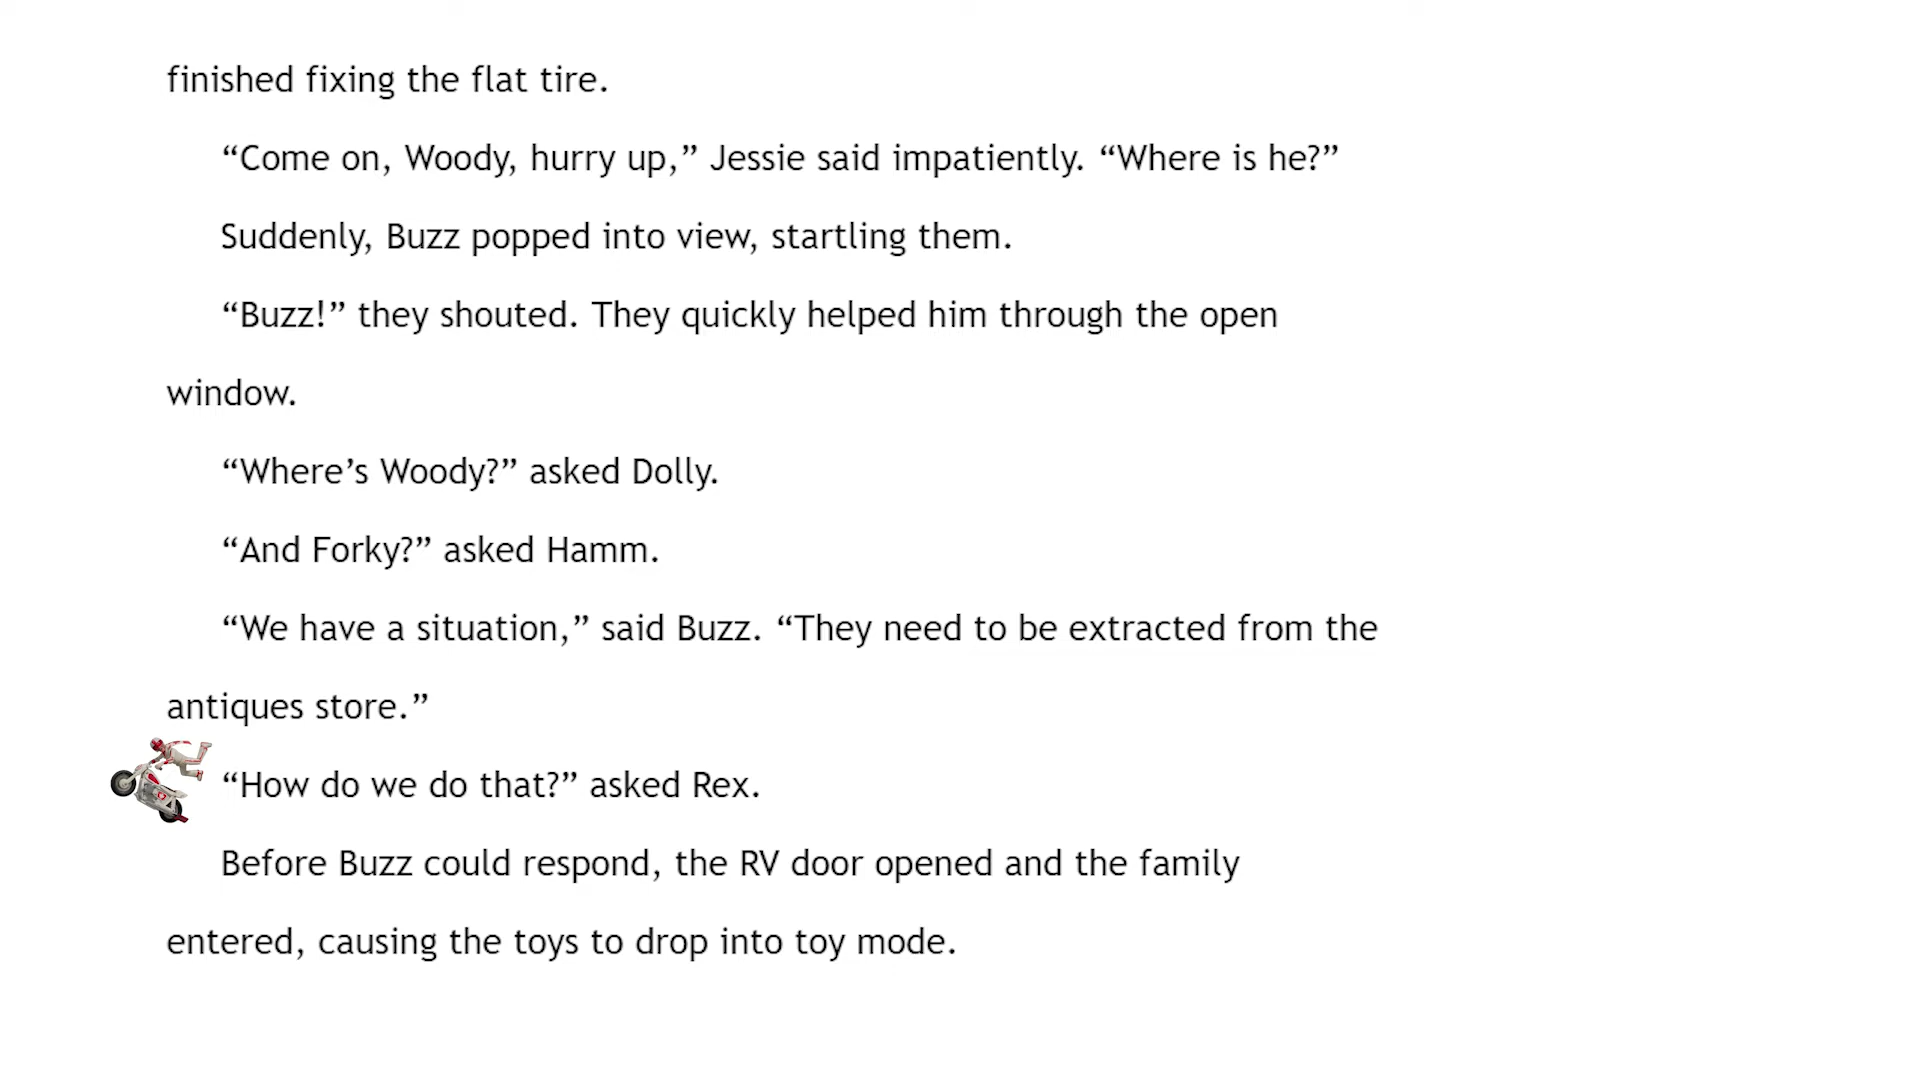 finished fixing the flat tire.
“Come on, Woody, hurry up,” Jessie said impatiently. “Where is he?”
Suddenly, Buzz popped into view, startling them.
“Buzz!” they shouted. They quickly helped him through the open
window.
“Where’s Woody?” asked Dolly.
“And Forky?” asked Hamm.
“We have a situation,” said Buzz. “They need to be extracted from the
antiques store.”
“How do we do that?” asked Rex.
Before Buzz could respond, the RV door opened and the family
entered, causing the toys to drop into toy mode.